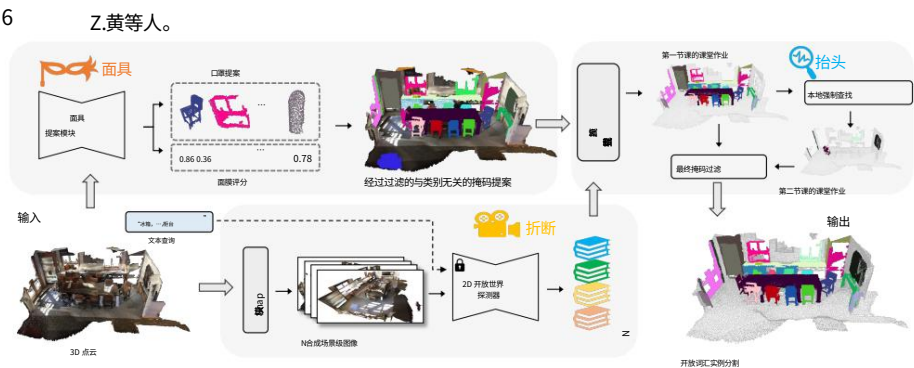 6
Z.黄等人。
面具
口罩提案
面具
提案模块
...
0.86 0.36
...
0.78
面膜评分
经过过滤的与类别无关的掩码提案
第一节课的课堂作业
抬头
本地强制查找
最终掩码过滤
第二节课的课堂作业
输入
"冰箱, …,柜台
文本查询
折断
2D 开放世界
探测器
N合成场景级图像
N
3D 点云
输出
开放词汇实例分割